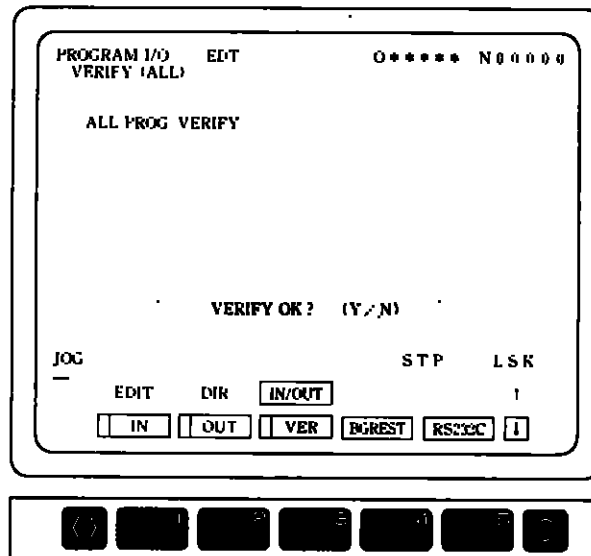 PROGRAM I/O EDT O***** N00000
VERIFY (ALL)
ALL PROG VERIFY
VERIFY OK ? (Y/N)
JOG STP LSK
EDIT DIR IN/OUT ↑
IN OUT VER BGREST RS232C ↓